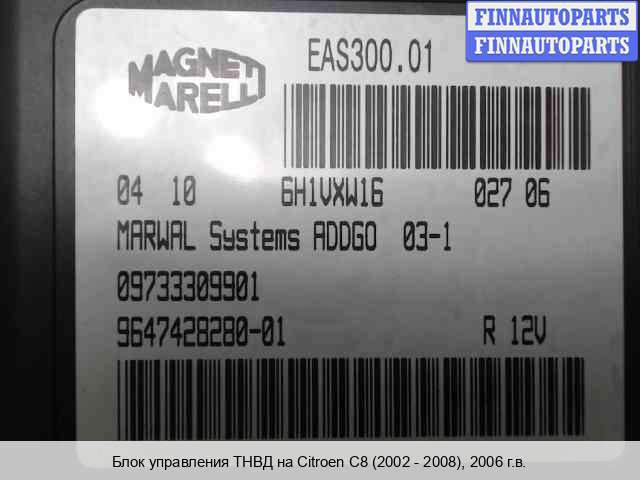 FINNAUTOPARTS
FINNAUTOPARTS
MAGNETI MARELLI
EAS300.01
04 10 6H1VXW16 027 06
MARWAL Systems ADDGO 03-1
09733309901
9647428280-01 R 12V
Блок управления ТНВД на Citroen C8 (2002 - 2008), 2006 г.в.